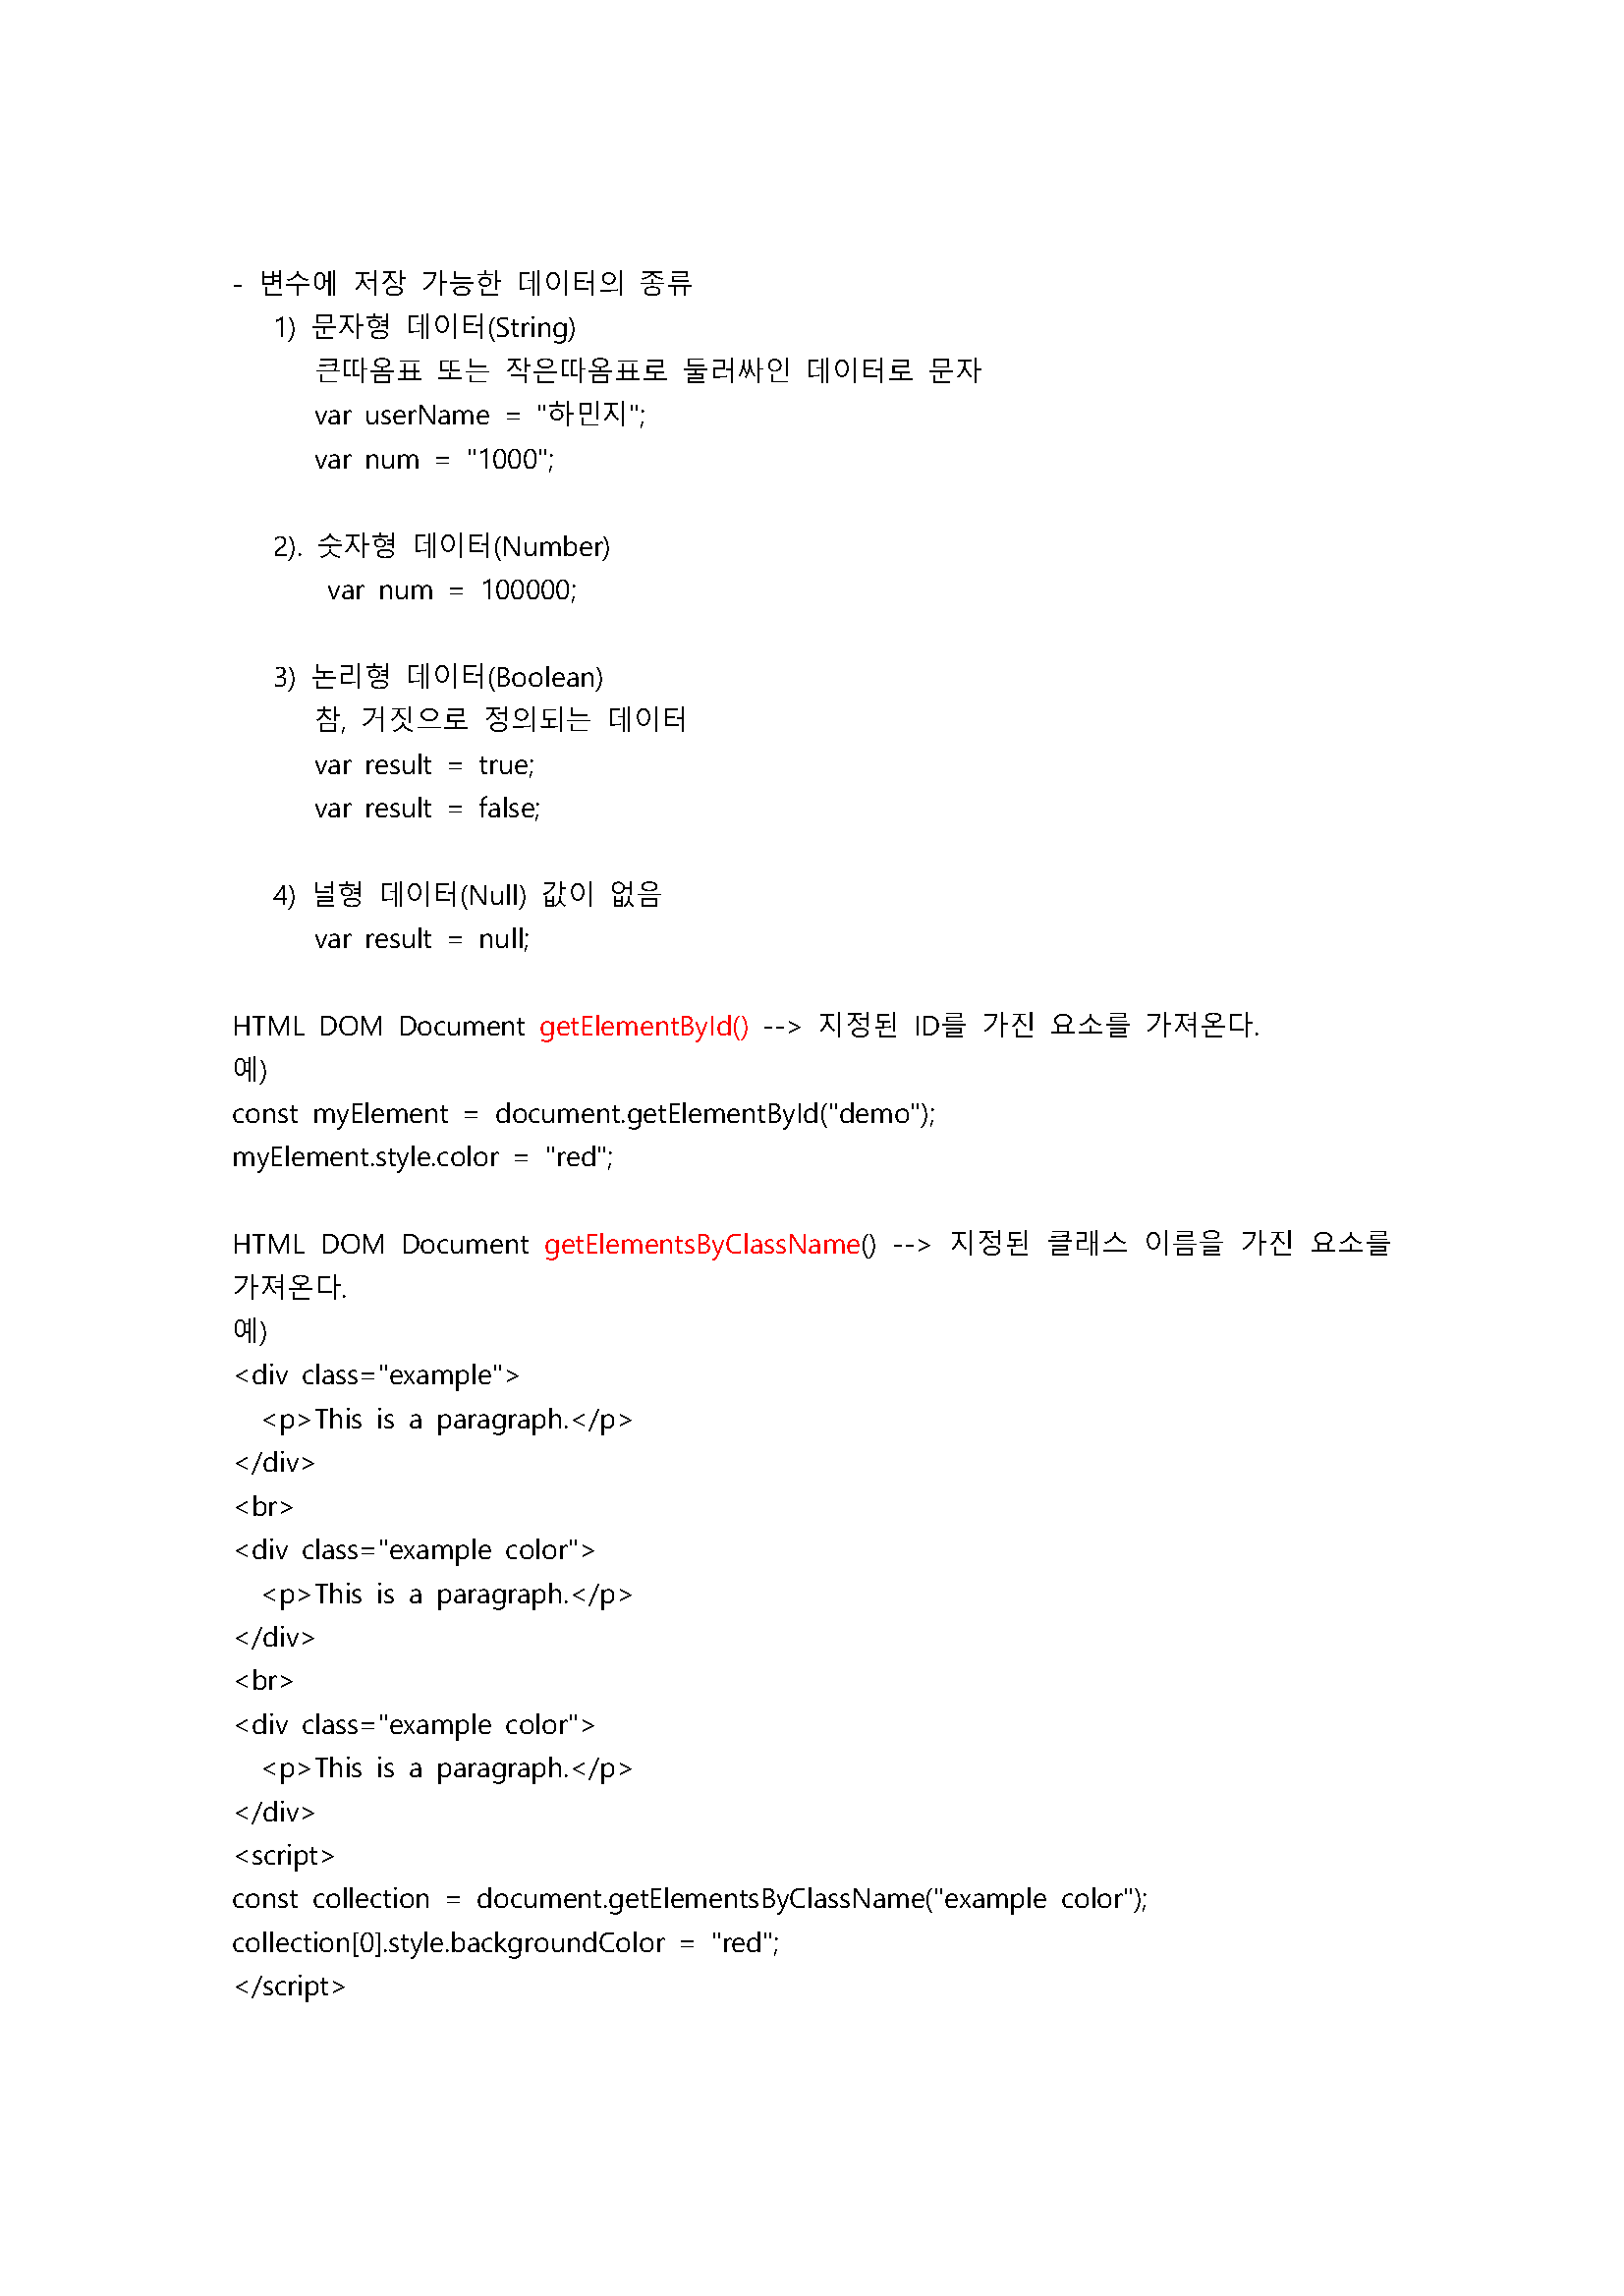 - 변수에 저장 가능한 데이터의 종류
1) 문자형 데이터(String)
큰따옴표 또는 작은따옴표로 둘러싸인 데이터로 문자
var userName = "하민지";
var num = "1000";
2). 숫자형 데이터(Number)
var num = 100000;
3) 논리형 데이터(Boolean)
참, 거짓으로 정의되는 데이터
var result = true;
var result = false;
4) 널형 데이터(Null) 값이 없음
var result = null;
HTML DOM Document getElementById() --> 지정된 ID를 가진 요소를 가져온다.
예)
const myElement = document.getElementById("demo");
myElement.style.color = "red";
HTML DOM Document getElementsByClassName() --> 지정된 클래스 이름을 가진 요소를
가져온다.
예)
<div class="example">
<p>This is a paragraph.</p>
</div>
<br>
<div class="example color">
<p>This is a paragraph.</p>
</div>
<br>
<div class="example color">
<p>This is a paragraph.</p>
</div>
<script>
const collection = document.getElementsByClassName("example color");
collection[0].style.backgroundColor = "red";
</script>